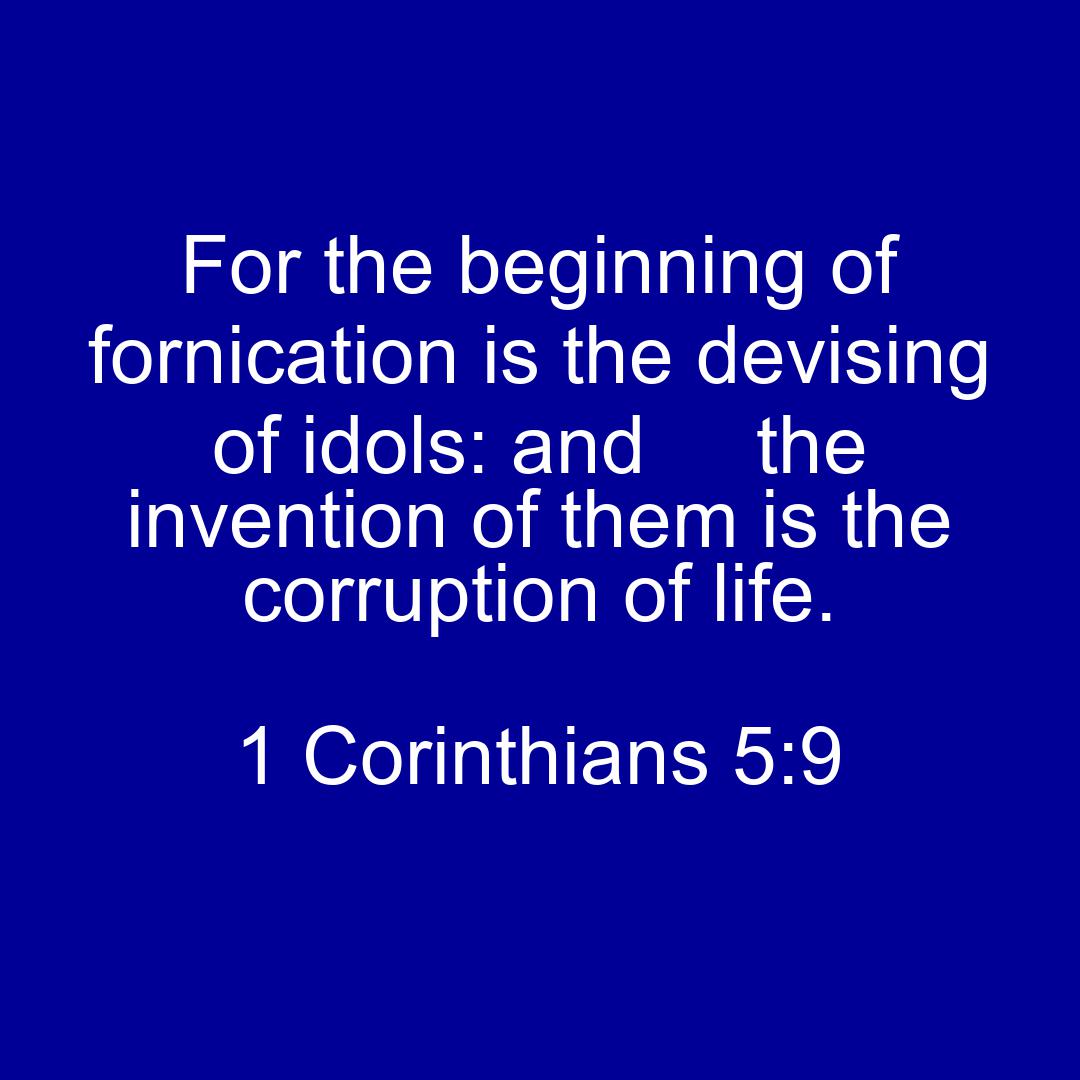 For the beginning of
fornication is the devising
of idols: and     the
invention of them is the
corruption of life.
1 Corinthians 5:9